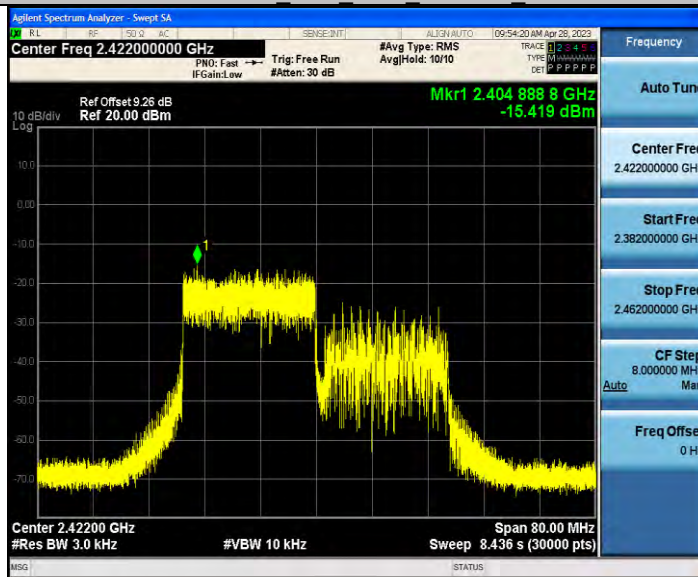 Agilent Spectrum Analyzer - Swept SA
RL RF 50 Ω AC SENSE:INT ALIGN AUTO 09:54:20 AM Apr 28, 2023
Center Freq 2.422000000 GHz
PNO: Fast
IFGain:Low
Trig: Free Run
#Atten: 30 dB
#Avg Type: RMS
Avg|Hold: 10/10
TRACE 1 2 3 4 5 6
TYPE M
DET P P P P P P
Ref Offset 9.26 dB
Ref 20.00 dBm
10 dB/div
Log
Mkr1 2.404 888 8 GHz
-15.419 dBm
10.0
0.00
-10.0
-20.0
-30.0
-40.0
-50.0
-60.0
-70.0
1
Center 2.42200 GHz
#Res BW 3.0 kHz
#VBW 10 kHz
Span 80.00 MHz
Sweep 8.436 s (30000 pts)
MSG
STATUS
Frequency
Auto Tun
Center Fre
2.422000000 GH
Start Fre
2.382000000 GH
Stop Fre
2.462000000 GH
CF Step
8.000000 MH
Auto Ma
Freq Offse
0 H